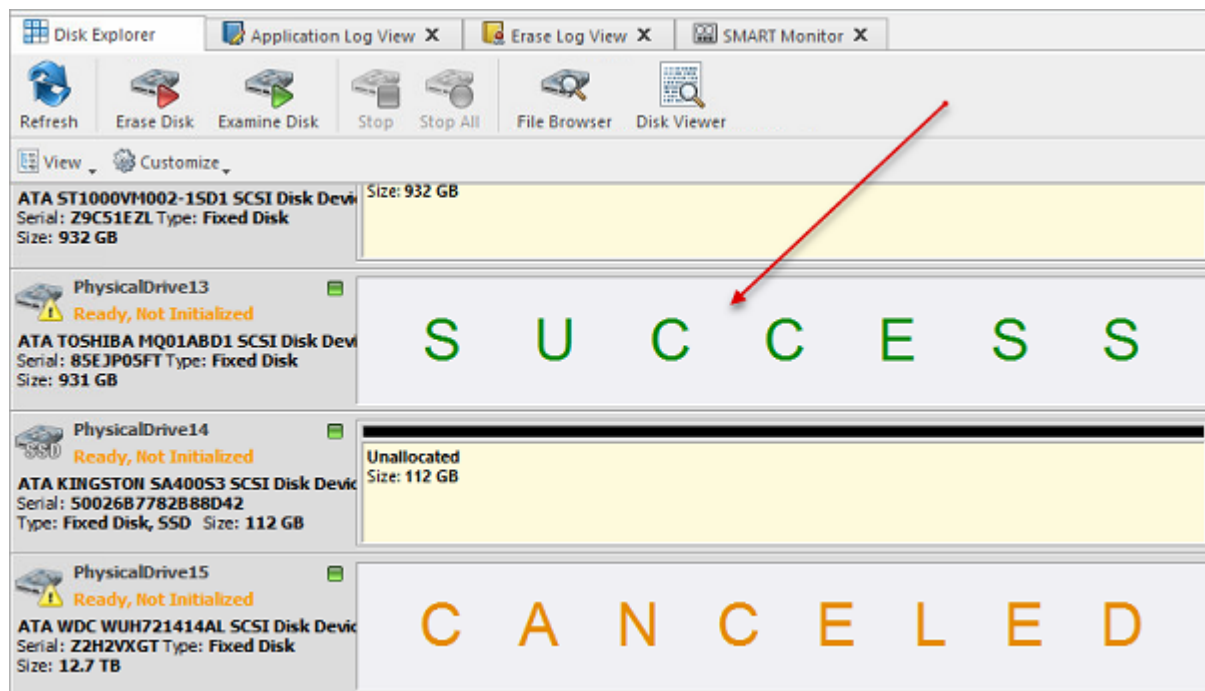 Disk Explorer Application Log View X Erase Log View X SMART Monitor X
Refresh Erase Disk Examine Disk Stop Stop All File Browser Disk Viewer
View Customize
ATA ST1000VM002-1SD1 SCSI Disk Devi
Serial: Z9C51EZL Type: Fixed Disk
Size: 932 GB
Size: 932 GB
PhysicalDrive13
Ready, Not Initialized
ATA TOSHIBA MQ01ABD1 SCSI Disk Devi
Serial: 85EJP05FT Type: Fixed Disk
Size: 931 GB
S U C C E S S
PhysicalDrive14
SSD
Ready, Not Initialized
ATA KINGSTON SA400S3 SCSI Disk Devic
Serial: 50026B7782B88D42
Type: Fixed Disk, SSD Size: 112 GB
Unallocated
Size: 112 GB
PhysicalDrive15
Ready, Not Initialized
ATA WDC WUH721414AL SCSI Disk Devic
Serial: Z2H2VXGT Type: Fixed Disk
Size: 12.7 TB
C A N C E L E D